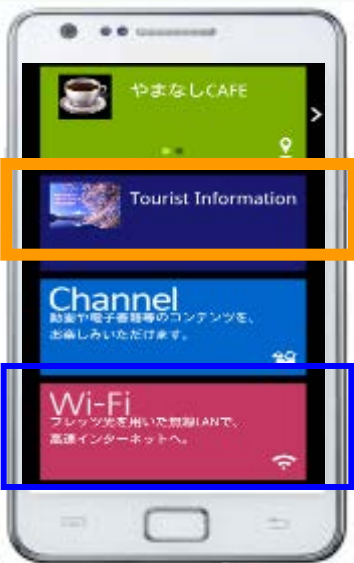 やまなしCAFE
Tourist Information
Channel
動画や電子書籍等のコンテンツを、
お楽しみいただけます。
Wi-Fi
フレッツ光を用いた無線LANで、
高速インターネットへ。